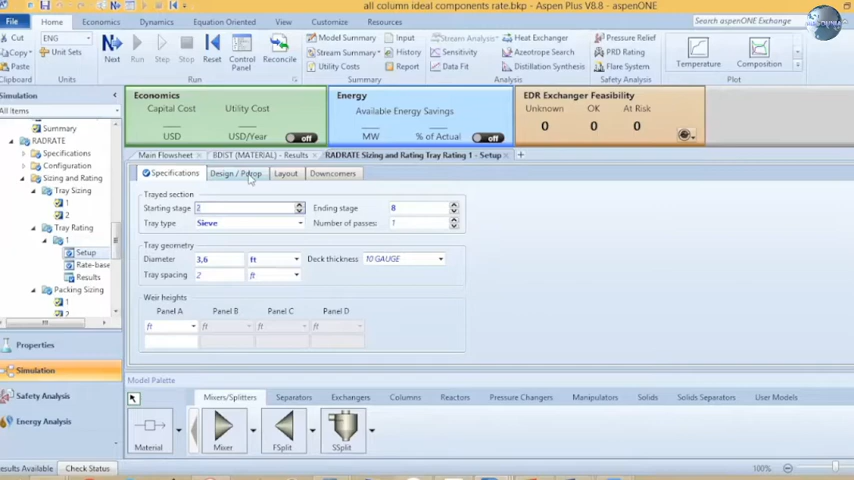 all column ideal components rate.bkp - Aspen Plus V8.8 - aspenONE
File Home Economics Dynamics Equation Oriented View Customize Resources
Search aspenONE Exchange
Cut
Copy
Paste
Clipboard
ENG
Unit Sets
Units
Next Run Step Stop Reset Control Panel Reconcile
Run
Model Summary Input
Stream Summary History
Utility Costs Report
Summary
Stream Analysis Heat Exchanger
Sensitivity Azeotrope Search
Data Fit Distillation Synthesis
Analysis
Pressure Relief
PRD Rating
Flare System
Safety Analysis
Temperature Composition
Plot
Simulation
All Items
Summary
RADRATE
Specifications
Configuration
Sizing and Rating
Tray Sizing
1
2
Tray Rating
1
Setup
Rate-base
Results
Packing Sizing
1
2
Properties
Simulation
Safety Analysis
Energy Analysis
Economics
Capital Cost Utility Cost
USD USD/Year off
Energy
Available Energy Savings
MW % of Actual off
EDR Exchanger Feasibility
Unknown OK At Risk
0 0 0
Main Flowsheet BDIST (MATERIAL) - Results RADRATE Sizing and Rating Tray Rating 1 - Setup
Specifications Design / Pdrop Layout Downcomers
Trayed section
Starting stage 2 Ending stage 8
Tray type Sieve Number of passes: 1
Tray geometry
Diameter 3,6 ft Deck thickness 10 GAUGE
Tray spacing 2 ft
Weir heights
Panel A Panel B Panel C Panel D
ft ft ft ft
Model Palette
Mixers/Splitters Separators Exchangers Columns Reactors Pressure Changers Manipulators Solids Solids Separators User Models
Material Mixer FSplit SSplit
Results Available Check Status
100%